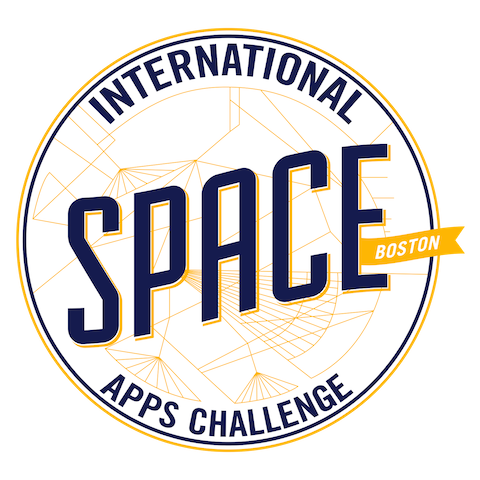 INTERNATIONAL
SPACE
BOSTON
APPS CHALLENGE